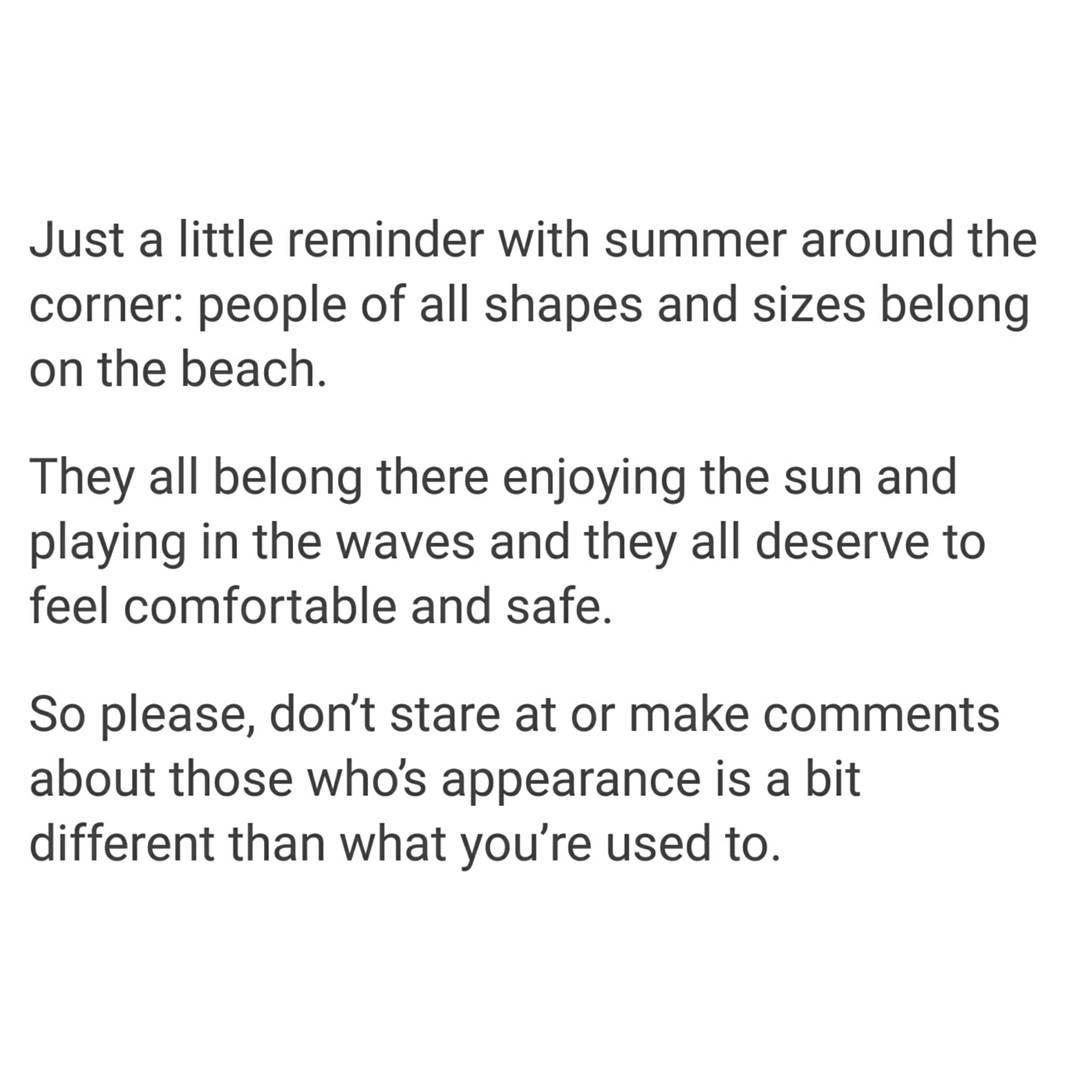 Just a little reminder with summer around the
corner: people of all shapes and sizes belong
on the beach.
They all belong there enjoying the sun and
playing in the waves and they all deserve to
feel comfortable and safe.
So please, don’t stare at or make comments
about those who’s appearance is a bit
different than what you’re used to.